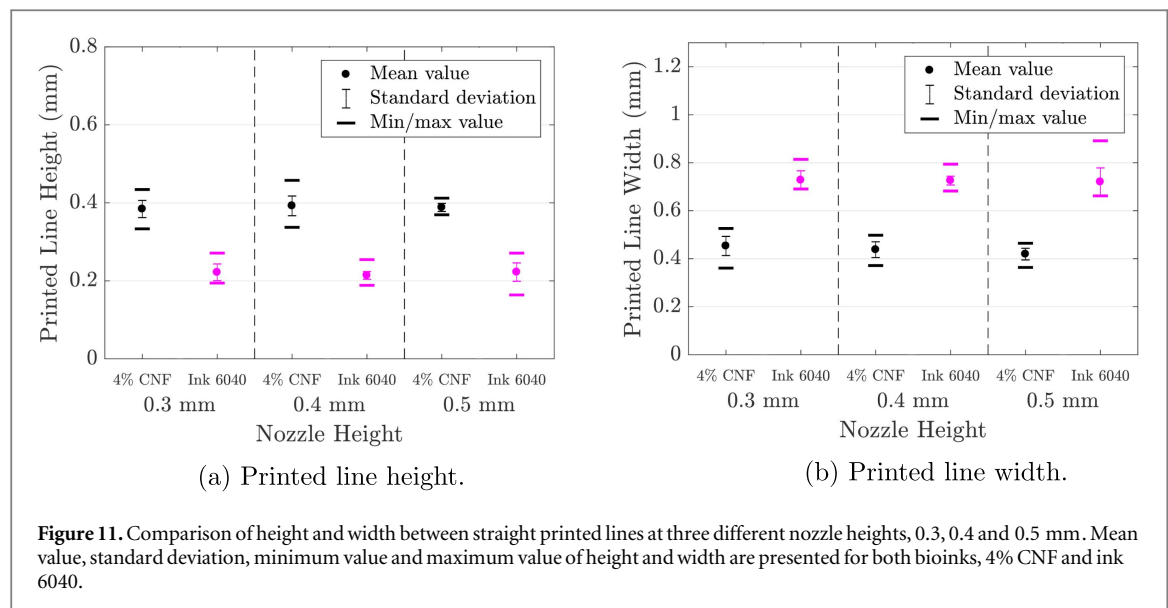 0.8
0.6
0.4
0.2
0
Printed Line Height (mm)
Mean value
Standard deviation
Min/max value
4% CNF Ink 6040 4% CNF Ink 6040 4% CNF Ink 6040
0.3 mm 0.4 mm 0.5 mm
Nozzle Height
(a) Printed line height.
1.2
1
0.8
0.6
0.4
0.2
0
Printed Line Width (mm)
Mean value
Standard deviation
Min/max value
4% CNF Ink 6040 4% CNF Ink 6040 4% CNF Ink 6040
0.3 mm 0.4 mm 0.5 mm
Nozzle Height
(b) Printed line width.
Figure 11. Comparison of height and width between straight printed lines at three different nozzle heights, 0.3, 0.4 and 0.5 mm. Mean
value, standard deviation, minimum value and maximum value of height and width are presented for both bioinks, 4% CNF and ink
6040.